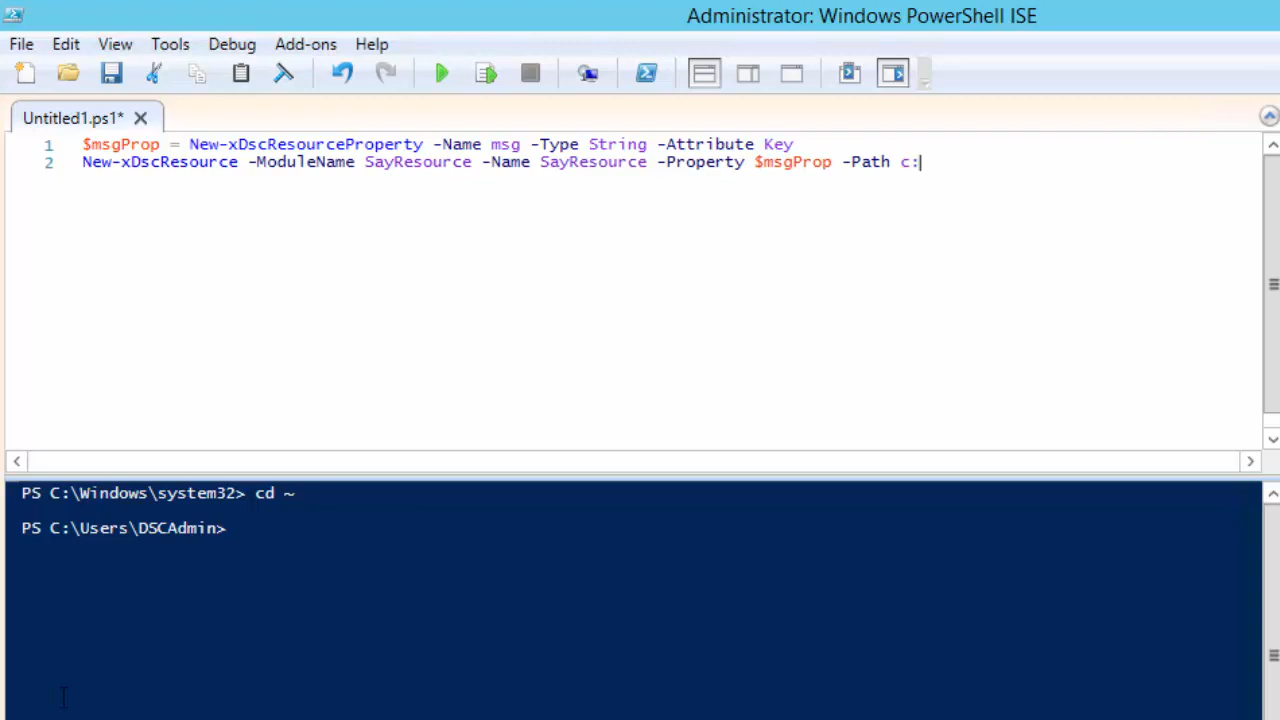 Administrator: Windows PowerShell ISE
File Edit View Tools Debug Add-ons Help
Untitled1.ps1*
1 $msgProp = New-xDscResourceProperty -Name msg -Type String -Attribute Key
2 New-xDscResource -ModuleName SayResource -Name SayResource -Property $msgProp -Path c:
PS C:\Windows\system32> cd ~
PS C:\Users\DSCAdmin>